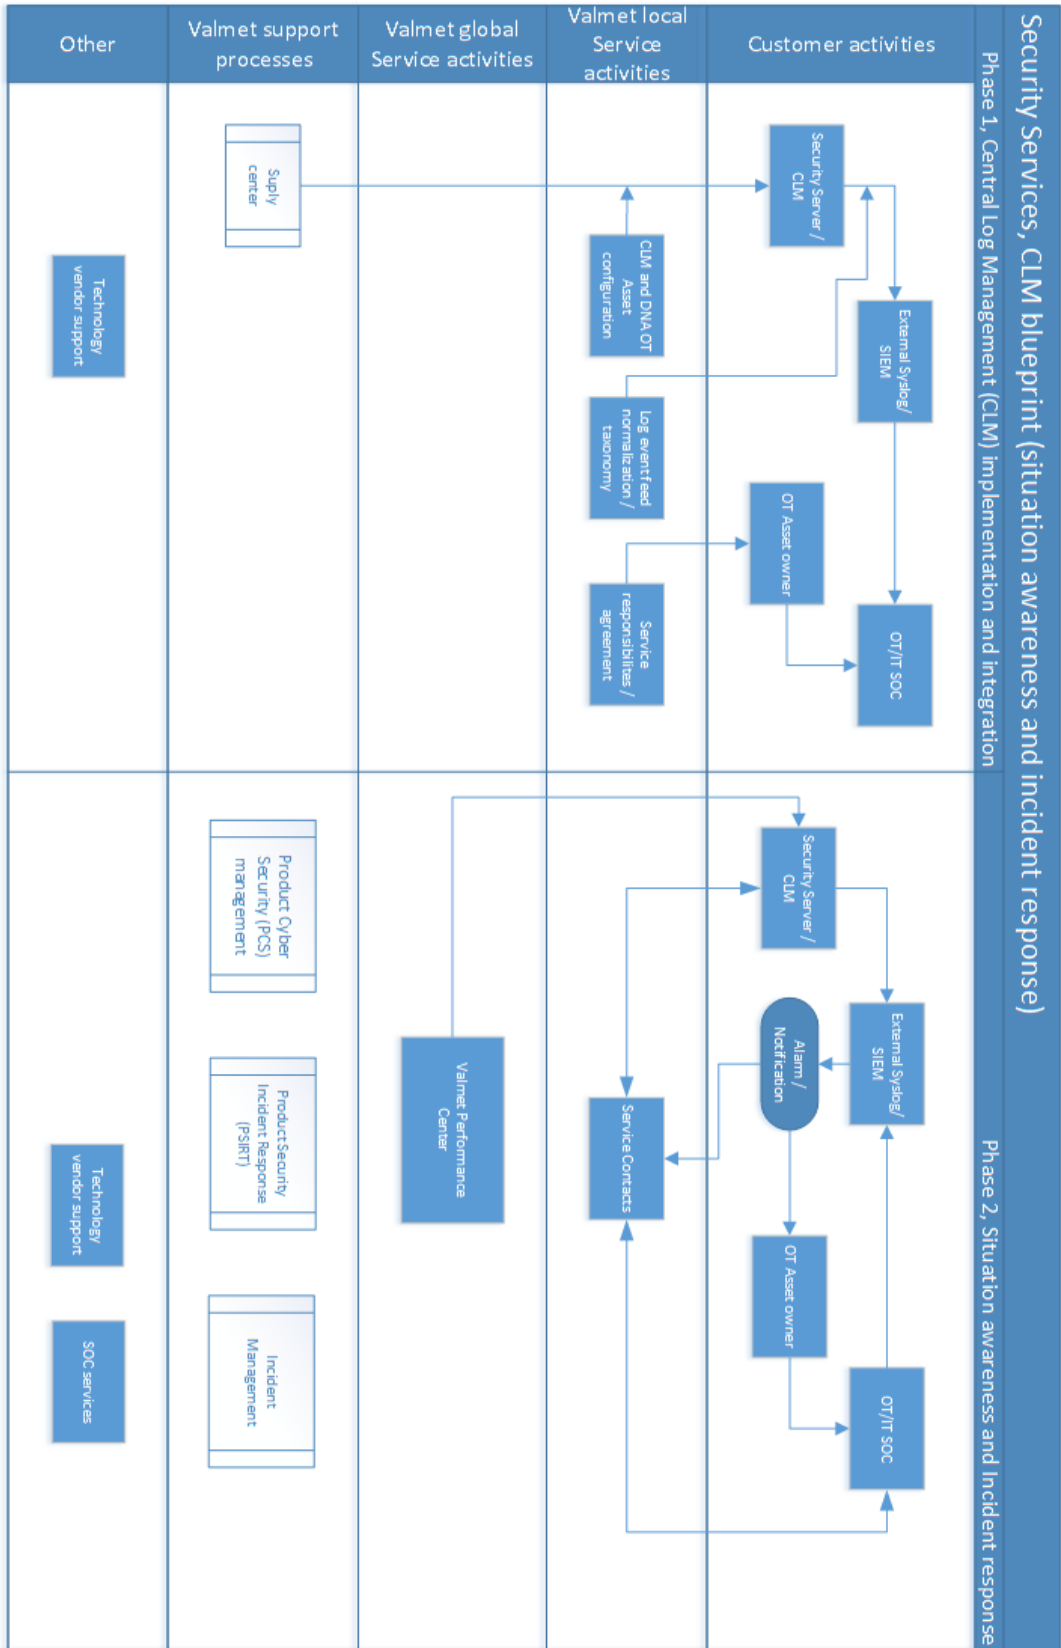 Security Services, CLM blueprint (situation awareness and incident response)
Phase 1, Central Log Management (CLM) implementation and integration
Phase 2, Situation awareness and Incident response
Customer activities
Security Server /
CLM
External Syslog/
SIEM
OT Asset owner
OT/IT SOC
Security Server /
CLM
External Syslog/
SIEM
Alarm /
Notification
OT Asset owner
OT/IT SOC
Valmet local
Service
activities
CLM and DNA OT
Asset
configuration
Log event feed
normalization /
taxonomy
Service
responsibilites /
agreement
Service Contacts
Valmet global
Service activities
Valmet Performance
Center
Valmet support
processes
Suply
center
Product Cyber
Security (PCS)
management
Product Security
Incident Response
(PSIRT)
Incident
Management
Other
Technology
vendor support
Technology
vendor support
SOC services